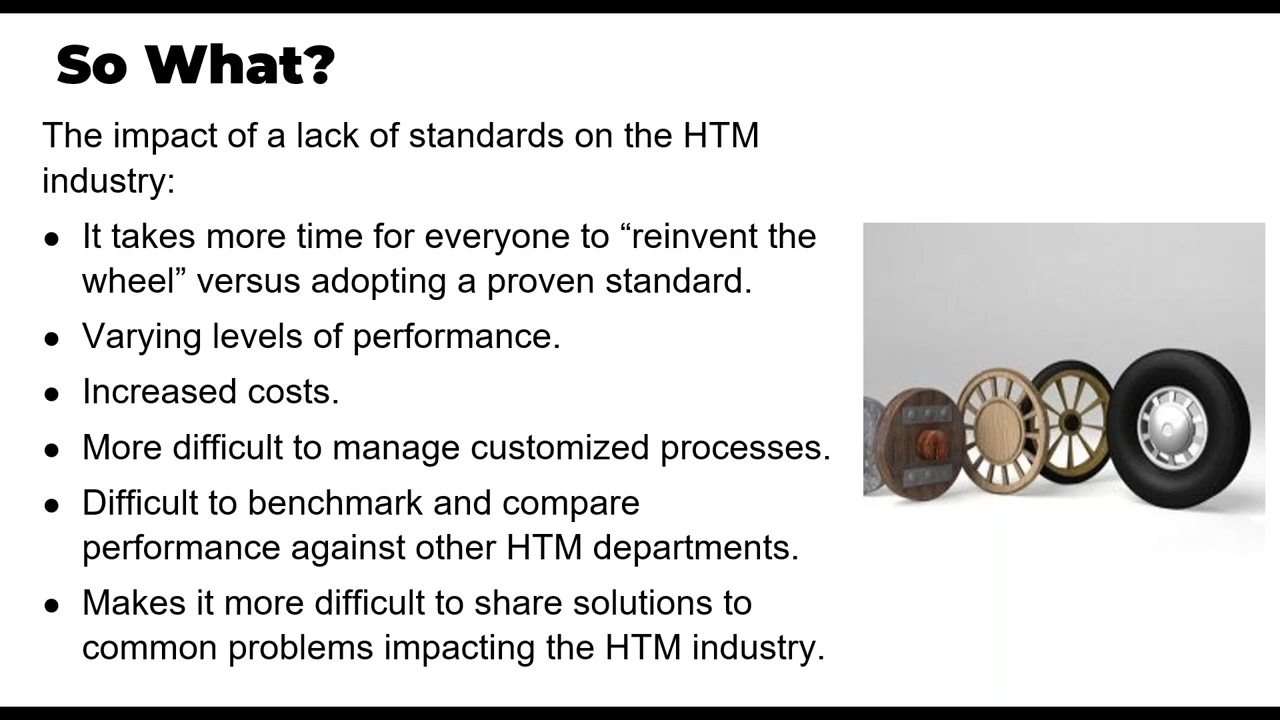 So What?
The impact of a lack of standards on the HTM
industry:
● It takes more time for everyone to “reinvent the
wheel” versus adopting a proven standard.
● Varying levels of performance.
● Increased costs.
● More difficult to manage customized processes.
● Difficult to benchmark and compare
performance against other HTM departments.
● Makes it more difficult to share solutions to
common problems impacting the HTM industry.